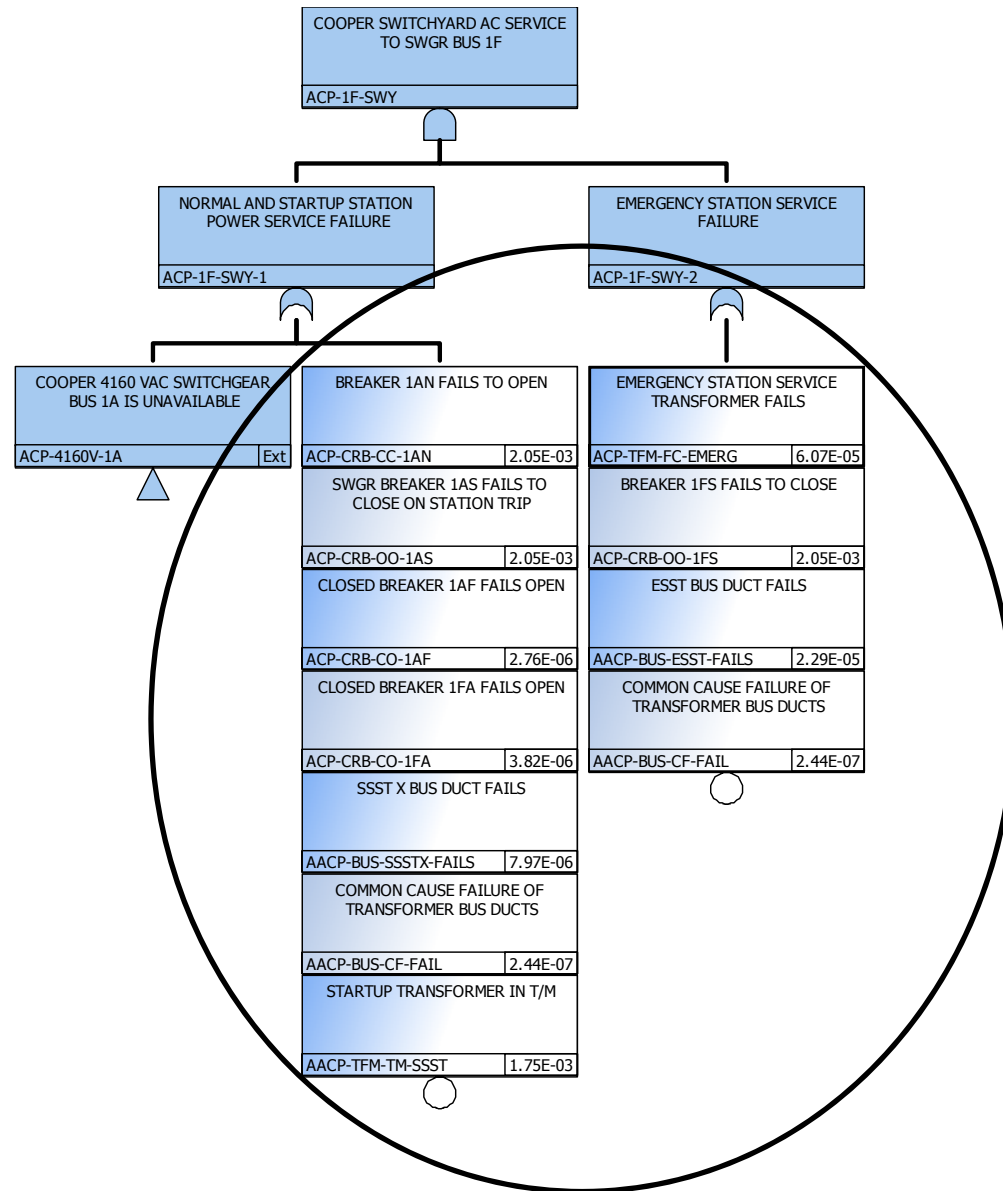 COOPER SWITCHYARD AC SERVICE
TO SWGR BUS 1F
ACP-1F-SWY
NORMAL AND STARTUP STATION
POWER SERVICE FAILURE
ACP-1F-SWY-1
EMERGENCY STATION SERVICE
FAILURE
ACP-1F-SWY-2
COOPER 4160 VAC SWITCHGEAR
BUS 1A IS UNAVAILABLE
ACP-4160V-1A Ext
BREAKER 1AN FAILS TO OPEN
ACP-CRB-CC-1AN 2.05E-03
SWGR BREAKER 1AS FAILS TO
CLOSE ON STATION TRIP
ACP-CRB-OO-1AS 2.05E-03
CLOSED BREAKER 1AF FAILS OPEN
ACP-CRB-CO-1AF 2.76E-06
CLOSED BREAKER 1FA FAILS OPEN
ACP-CRB-CO-1FA 3.82E-06
SSST X BUS DUCT FAILS
AACP-BUS-SSSTX-FAILS 7.97E-06
COMMON CAUSE FAILURE OF
TRANSFORMER BUS DUCTS
AACP-BUS-CF-FAIL 2.44E-07
STARTUP TRANSFORMER IN T/M
AACP-TFM-TM-SSST 1.75E-03
EMERGENCY STATION SERVICE
TRANSFORMER FAILS
ACP-TFM-FC-EMERG 6.07E-05
BREAKER 1FS FAILS TO CLOSE
ACP-CRB-OO-1FS 2.05E-03
ESST BUS DUCT FAILS
AACP-BUS-ESST-FAILS 2.29E-05
COMMON CAUSE FAILURE OF
TRANSFORMER BUS DUCTS
AACP-BUS-CF-FAIL 2.44E-07